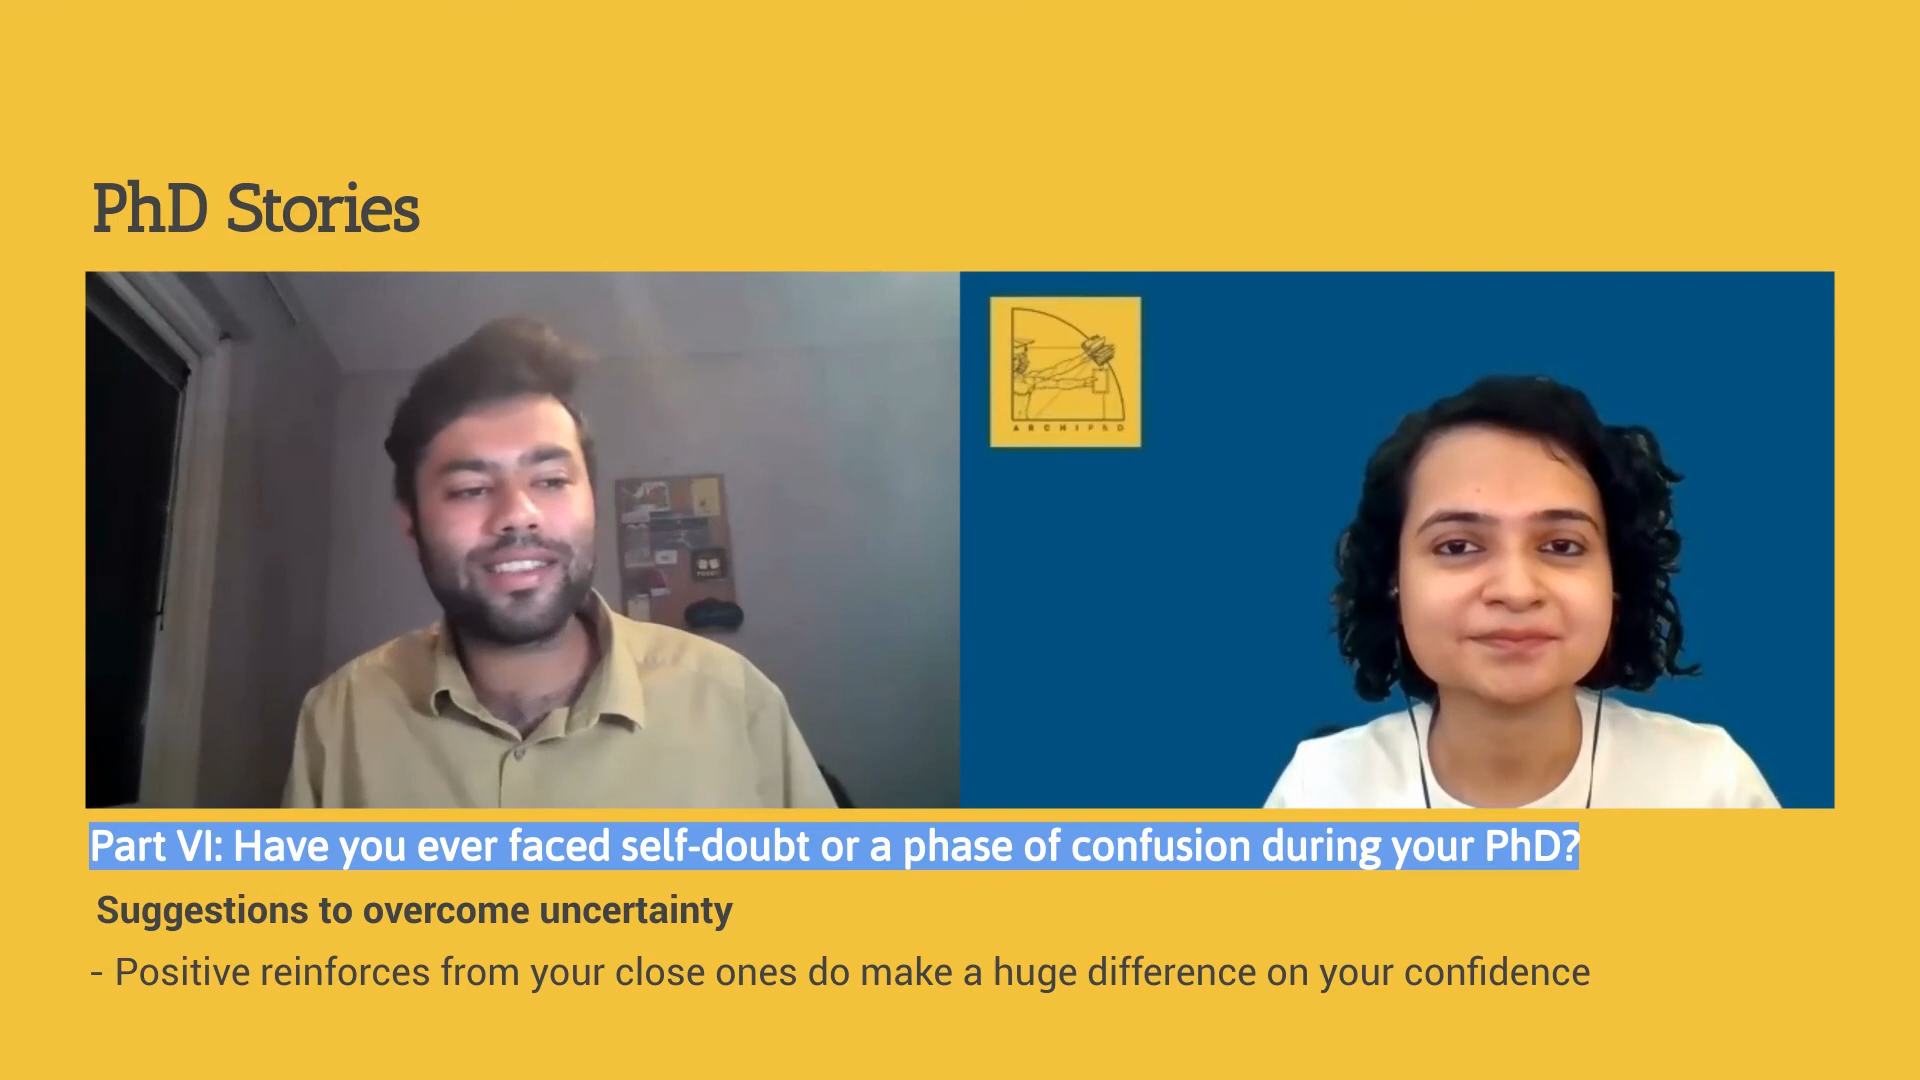 PhD Stories
ARCHIPhD
Part VI: Have you ever faced self-doubt or a phase of confusion during your PhD?
Suggestions to overcome uncertainty
- Positive reinforces from your close ones do make a huge difference on your confidence